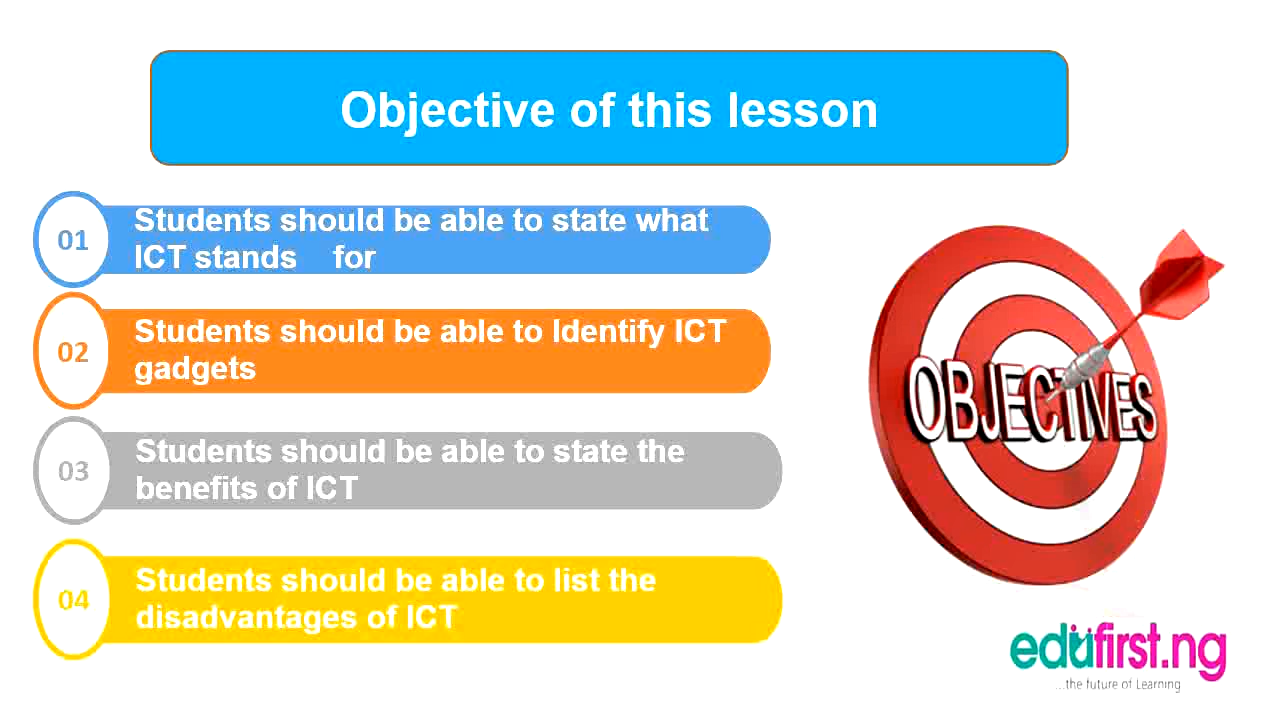 Objective of this lesson
01
Students should be able to state what
ICT stands for
02
Students should be able to Identify ICT
gadgets
03
Students should be able to state the
benefits of ICT
04
Students should be able to list the
disadvantages of ICT
OBJECTIVES
edufirst.ng
...the future of Learning